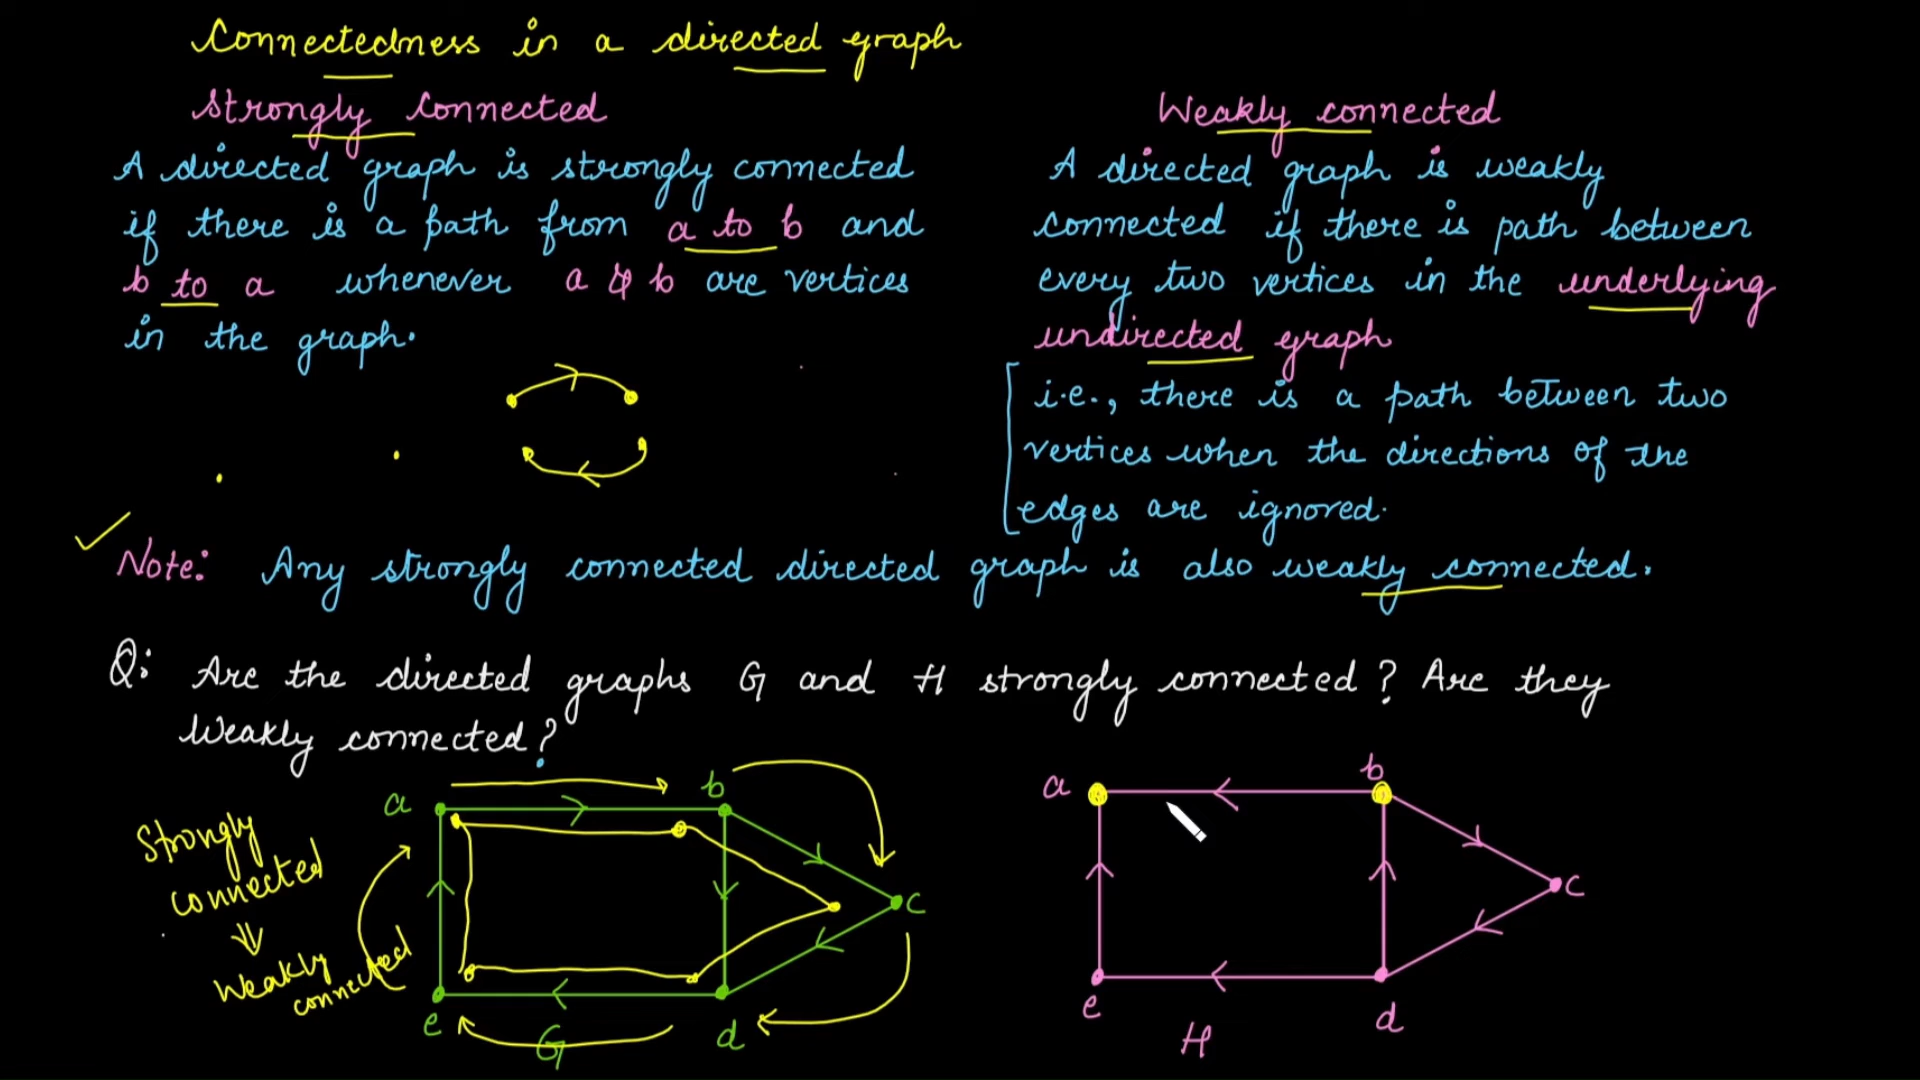 Connectedness in a directed graph
Strongly connected
A directed graph is strongly connected
if there is a path from a to b and
b to a whenever a & b are vertices
in the graph.
Weakly connected
A directed graph is weakly
connected if there is path between
every two vertices in the underlying
undirected graph
i.e., there is a path between two
vertices when the directions of the
edges are ignored.
Note: Any strongly connected directed graph is also weakly connected.
Q: Are the directed graphs G and H strongly connected? Are they
Weakly connected?
Strongly
connected
⇓
Weakly
connected
a
b
c
d
e
G
a
b
c
d
e
H